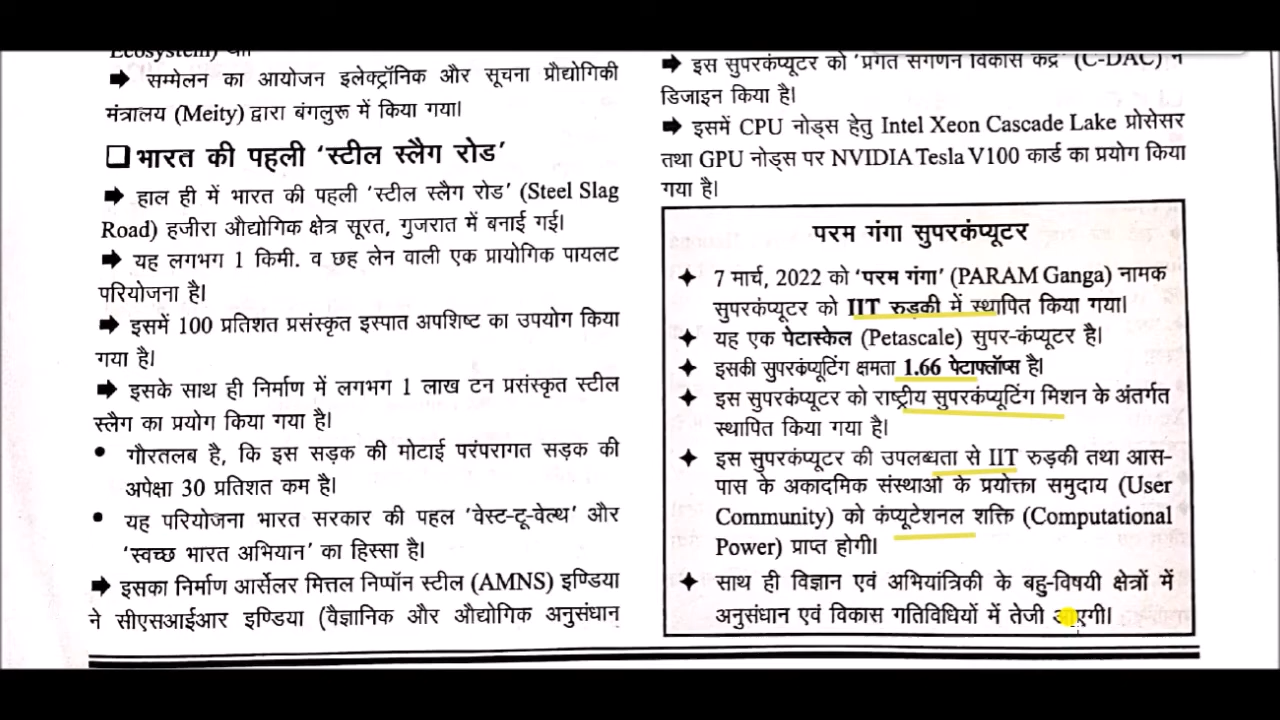 Ecosystem) था।
➡ सम्मेलन का आयोजन इलेक्ट्रॉनिक और सूचना प्रौद्योगिकी
मंत्रालय (Meity) द्वारा बंगलुरू में किया गया।
❑ भारत की पहली ‘स्टील स्लैग रोड’
➡ हाल ही में भारत की पहली ‘स्टील स्लैग रोड’ (Steel Slag
Road) हजीरा औद्योगिक क्षेत्र सूरत, गुजरात में बनाई गई।
➡ यह लगभग 1 किमी. व छह लेन वाली एक प्रायोगिक पायलट
परियोजना है।
➡ इसमें 100 प्रतिशत प्रसंस्कृत इस्पात अपशिष्ट का उपयोग किया
गया है।
➡ इसके साथ ही निर्माण में लगभग 1 लाख टन प्रसंस्कृत स्टील
स्लैग का प्रयोग किया गया है।
• गौरतलब है, कि इस सड़क की मोटाई परंपरागत सड़क की
अपेक्षा 30 प्रतिशत कम है।
• यह परियोजना भारत सरकार की पहल ‘वेस्ट-टू-वेल्थ’ और
‘स्वच्छ भारत अभियान’ का हिस्सा है।
➡ इसका निर्माण आर्सेलर मित्तल निप्पॉन स्टील (AMNS) इण्डिया
ने सीएसआईआर इण्डिया (वैज्ञानिक और औद्योगिक अनुसंधान
➡ इस सुपरकंप्यूटर को ‘प्रगत संगणन विकास केंद्र’ (C-DAC) ने
डिजाइन किया है।
➡ इसमें CPU नोड्स हेतु Intel Xeon Cascade Lake प्रोसेसर
तथा GPU नोड्स पर NVIDIA Tesla V100 कार्ड का प्रयोग किया
गया है।
परम गंगा सुपरकंप्यूटर
✦ 7 मार्च, 2022 को ‘परम गंगा’ (PARAM Ganga) नामक
सुपरकंप्यूटर को IIT रुड़की में स्थापित किया गया।
✦ यह एक पेटास्केल (Petascale) सुपर-कंप्यूटर है।
✦ इसकी सुपरकंप्यूटिंग क्षमता 1.66 पेटाफ्लॉप्स है।
✦ इस सुपरकंप्यूटर को राष्ट्रीय सुपरकंप्यूटिंग मिशन के अंतर्गत
स्थापित किया गया है।
✦ इस सुपरकंप्यूटर की उपलब्धता से IIT रुड़की तथा आस-
पास के अकादमिक संस्थाओं के प्रयोक्ता समुदाय (User
Community) को कंप्यूटेशनल शक्ति (Computational
Power) प्राप्त होगी।
✦ साथ ही विज्ञान एवं अभियांत्रिकी के बहु-विषयी क्षेत्रों में
अनुसंधान एवं विकास गतिविधियों में तेजी आएगी।